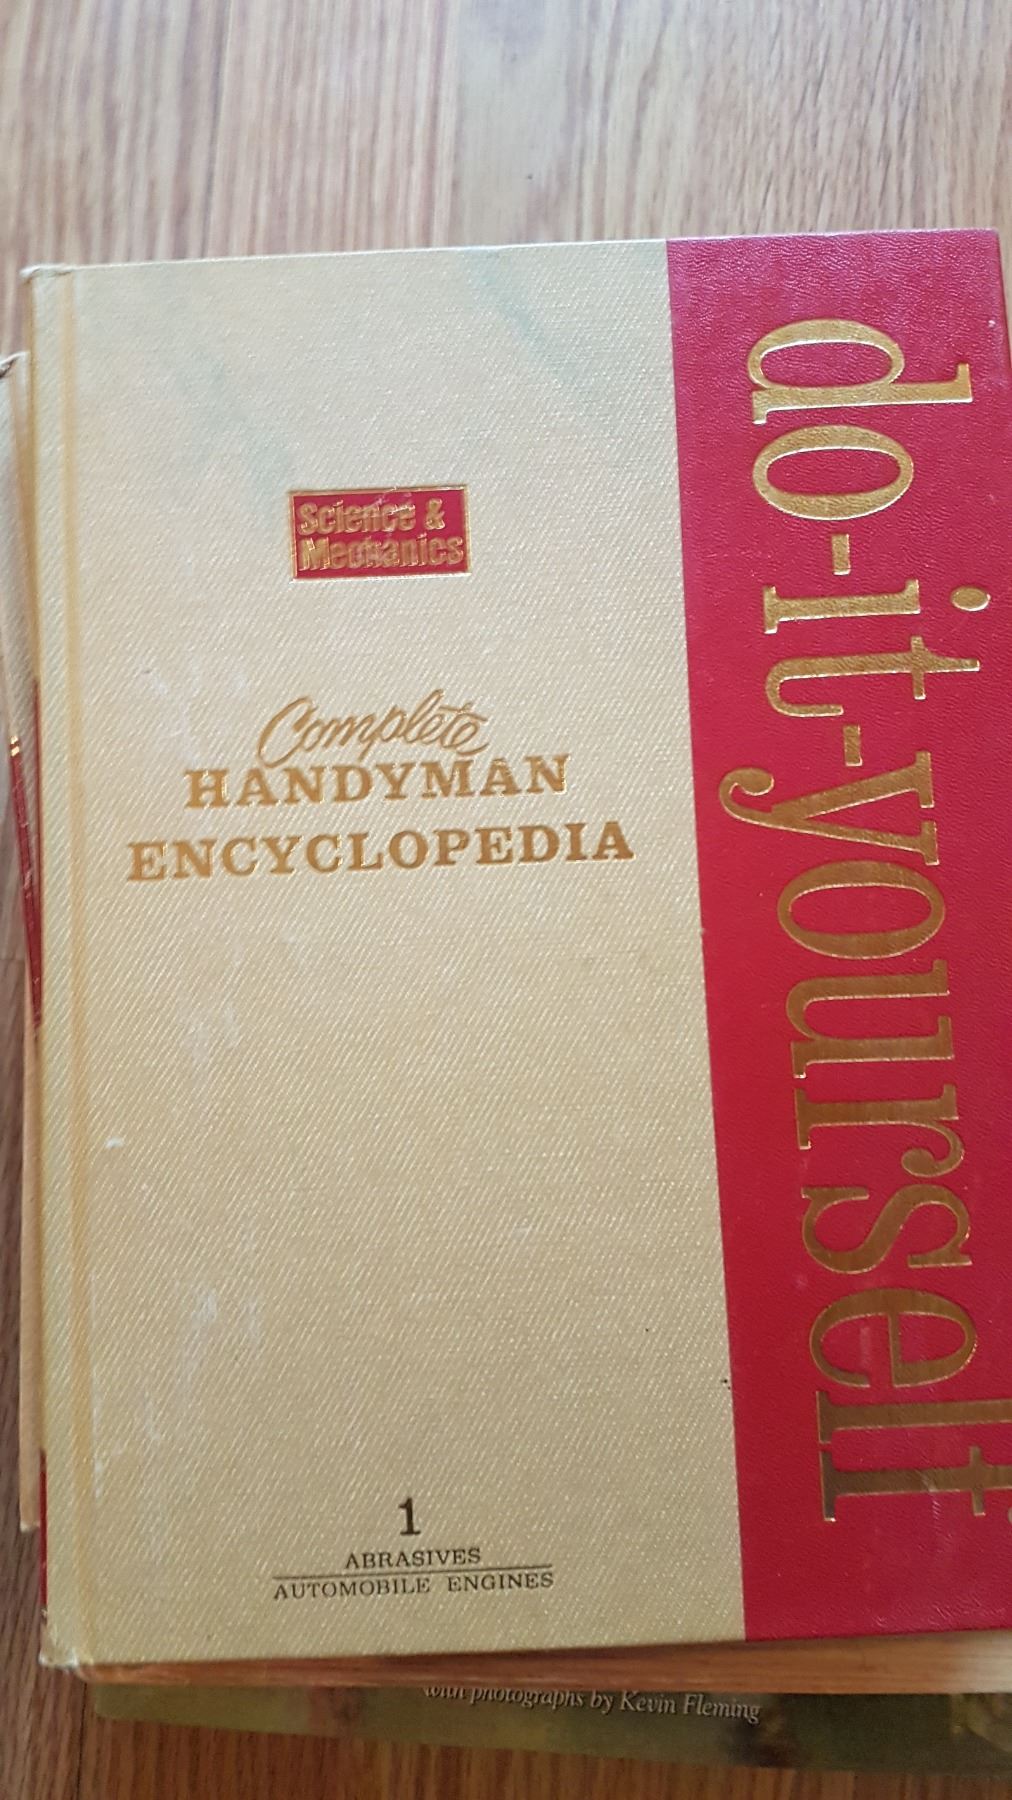 Science &
Mechanics
Complete
HANDYMAN
ENCYCLOPEDIA
1
ABRASIVES
AUTOMOBILE ENGINES
do-it-yourself
with photographs by Kevin Fleming